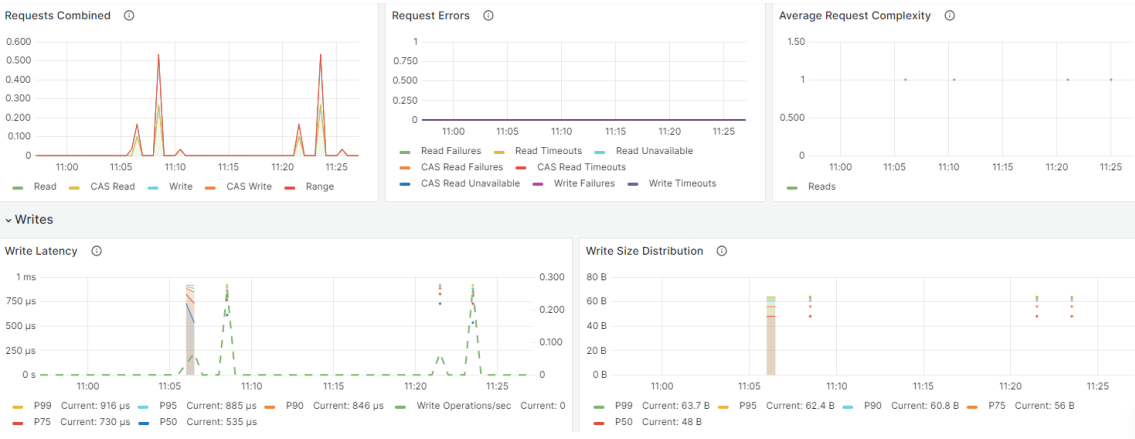 Requests Combined
0.600
0.500
0.400
0.300
0.200
0.100
0
11:00 11:05 11:10 11:15 11:20 11:25
Read CAS Read Write CAS Write Range
Request Errors
1
0.750
0.500
0.250
0
11:00 11:05 11:10 11:15 11:20 11:25
Read Failures Read Timeouts Read Unavailable
CAS Read Failures CAS Read Timeouts
CAS Read Unavailable Write Failures Write Timeouts
Average Request Complexity
1.50
1
0.500
0
11:00 11:05 11:10 11:15 11:20 11:25
Reads
Writes
Write Latency
1 ms
750 µs
500 µs
250 µs
0 s
0.300
0.200
0.100
0
11:00 11:05 11:10 11:15 11:20 11:25
P99 Current: 916 µs P95 Current: 885 µs P90 Current: 846 µs Write Operations/sec Current: 0
P75 Current: 730 µs P50 Current: 535 µs
Write Size Distribution
80 B
60 B
40 B
20 B
0 B
11:00 11:05 11:10 11:15 11:20 11:25
P99 Current: 63.7 B P95 Current: 62.4 B P90 Current: 60.8 B P75 Current: 56 B
P50 Current: 48 B